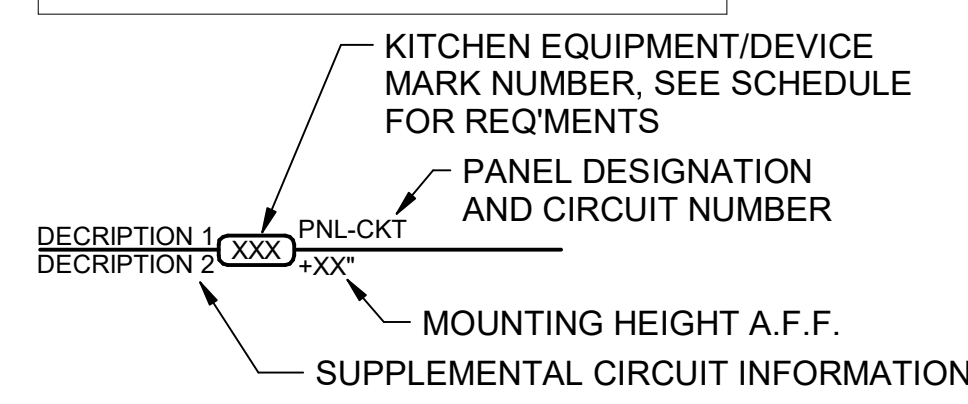 KITCHEN EQUIPMENT/DEVICE
MARK NUMBER, SEE SCHEDULE
FOR REQ'MENTS
PANEL DESIGNATION
AND CIRCUIT NUMBER
DECRIPTION 1
XXX
PNL-CKT
DECRIPTION 2
+XX"
MOUNTING HEIGHT A.F.F.
SUPPLEMENTAL CIRCUIT INFORMATION